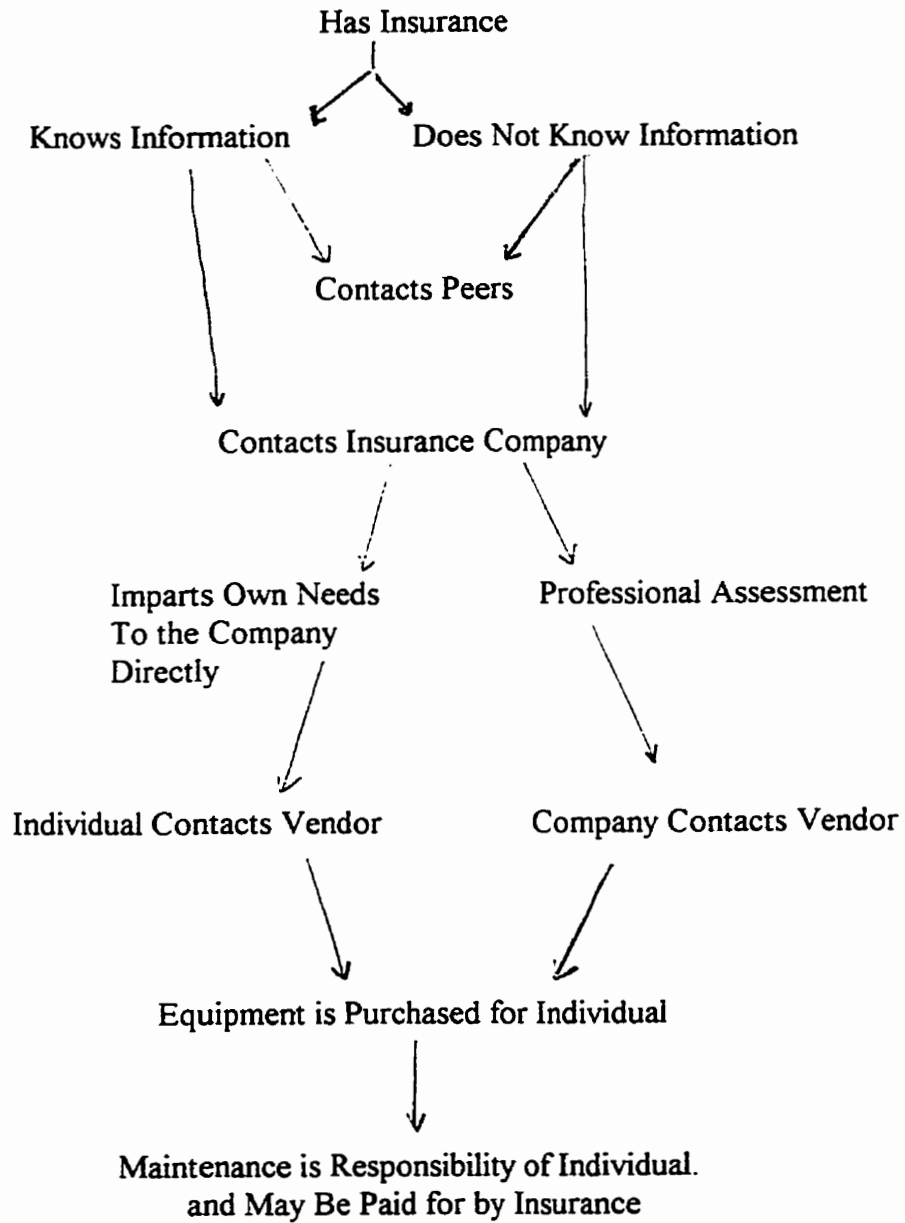 Has Insurance
Knows Information
Does Not Know Information
Contacts Peers
Contacts Insurance Company
Imparts Own Needs
To the Company
Directly
Professional Assessment
Individual Contacts Vendor
Company Contacts Vendor
Equipment is Purchased for Individual
Maintenance is Responsibility of Individual.
and May Be Paid for by Insurance